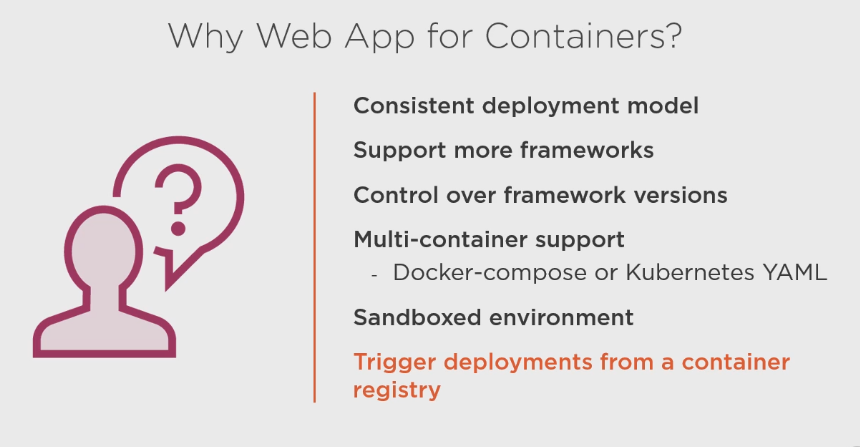 Why Web App for Containers?
?
Consistent deployment model
Support more frameworks
Control over framework versions
Multi-container support
- Docker-compose or Kubernetes YAML
Sandboxed environment
Trigger deployments from a container
registry